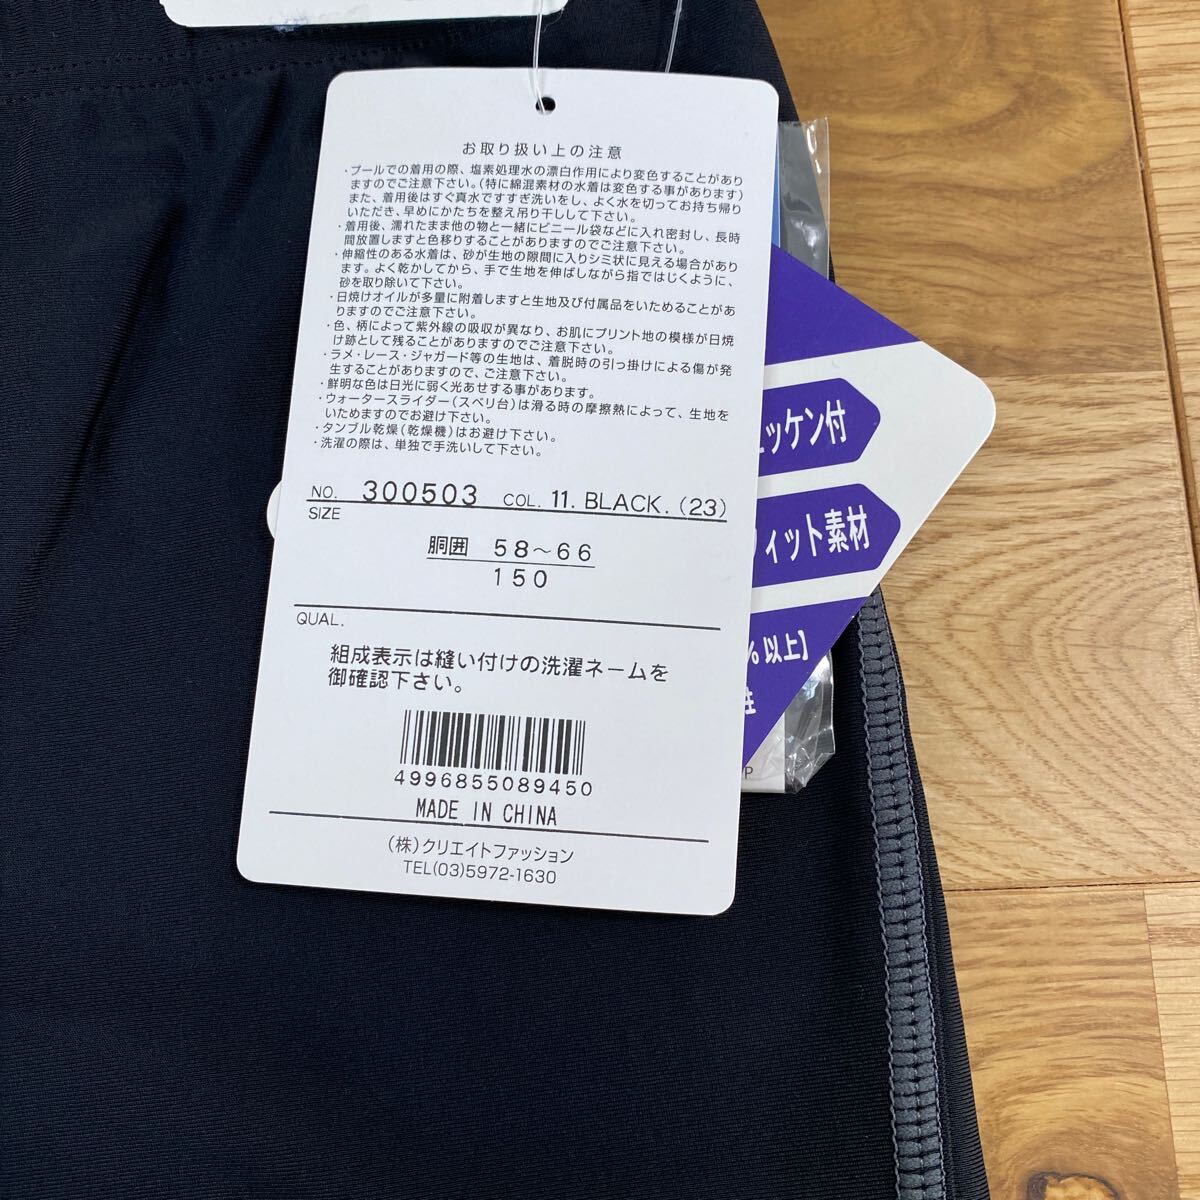 お取り扱い上の注意
・プールでの着用の際、塩素処理水の漂白作用により変色することがあり
ますのでご注意下さい。(特に綿混素材の水着は変色する事があります)
また、着用後はすぐ真水ですすぎ洗いをし、よく水を切ってお持ち帰り
いただき、早めにかたちを整え吊り干しして下さい。
・着用後、濡れたまま他の物と一緒にビニール袋などに入れ密封し、長時
間放置しますと色移りすることがありますのでご注意下さい。
・伸縮性のある水着は、砂が生地の隙間に入りシミ状に見える場合があり
ます。よく乾かしてから、手で生地を伸ばしながら指ではじくように、
砂を取り除いて下さい。
・日焼けオイルが多量に附着しますと生地及び付属品をいためることがあ
りますのでご注意下さい。
・色、柄によって紫外線の吸収が異なり、お肌にプリント地の模様が日焼
け跡として残ることがありますのでご注意下さい。
・ラメ・レース・ジャガード等の生地は、着脱時の引っ掛けによる傷が発
生することがありますので、ご注意下さい。
・鮮明な色は日光に弱く光あせする事があります。
・ウォータースライダー(スベリ台)は滑る時の摩擦熱によって、生地を
いためますのでお避け下さい。
・タンブル乾燥(乾燥機)はお避け下さい。
・洗濯の際は、単独で手洗いして下さい。
NO. 300503 COL. 11. BLACK. (23)
SIZE
胴囲 58~66
150
QUAL.
組成表示は縫い付けの洗濯ネームを
御確認下さい。
4996855089450
MADE IN CHINA
(株)クリエイトファッション
TEL(03)5972-1630
ッケン付
ィット素材
%以上】
性
P